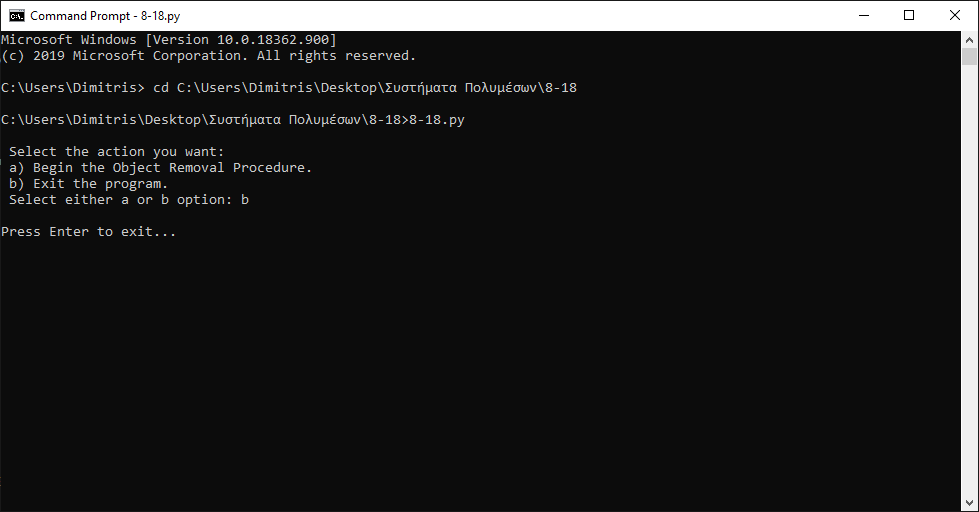 Command Prompt - 8-18.py
Microsoft Windows [Version 10.0.18362.900]
(c) 2019 Microsoft Corporation. All rights reserved.
C:\Users\Dimitris> cd C:\Users\Dimitris\Desktop\Συστήματα Πολυμέσων\8-18
C:\Users\Dimitris\Desktop\Συστήματα Πολυμέσων\8-18>8-18.py
Select the action you want:
a) Begin the Object Removal Procedure.
b) Exit the program.
Select either a or b option: b
Press Enter to exit...